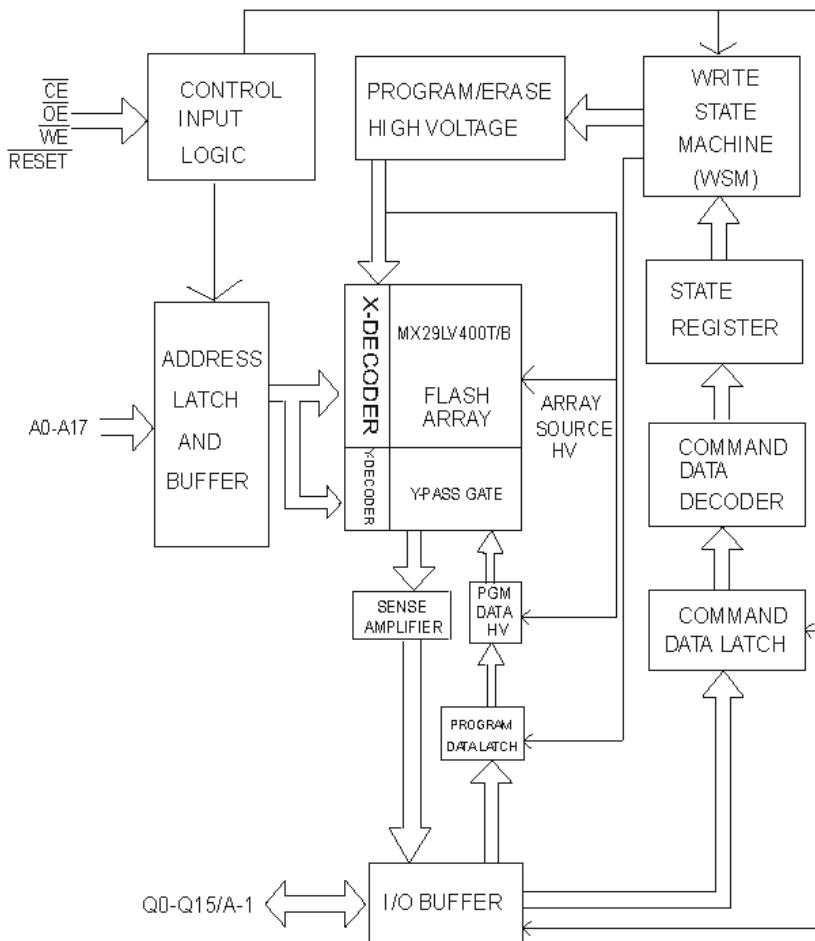 CE
OE
WE
RESET
CONTROL
INPUT
LOGIC
PROGRAM/ERASE
HIGH VOLTAGE
WRITE
STATE
MACHINE
(WSM)
STATE
REGISTER
ADDRESS
LATCH
AND
BUFFER
A0-A17
X-DECODER
MX29LV400T/B
FLASH
ARRAY
ARRAY
SOURCE
HV
Y-DECODER
Y-PASS GATE
COMMAND
DATA
DECODER
SENSE
AMPLIFIER
PGM
DATA
HV
COMMAND
DATA LATCH
PROGRAM
DATA LATCH
Q0-Q15/A-1
I/O BUFFER